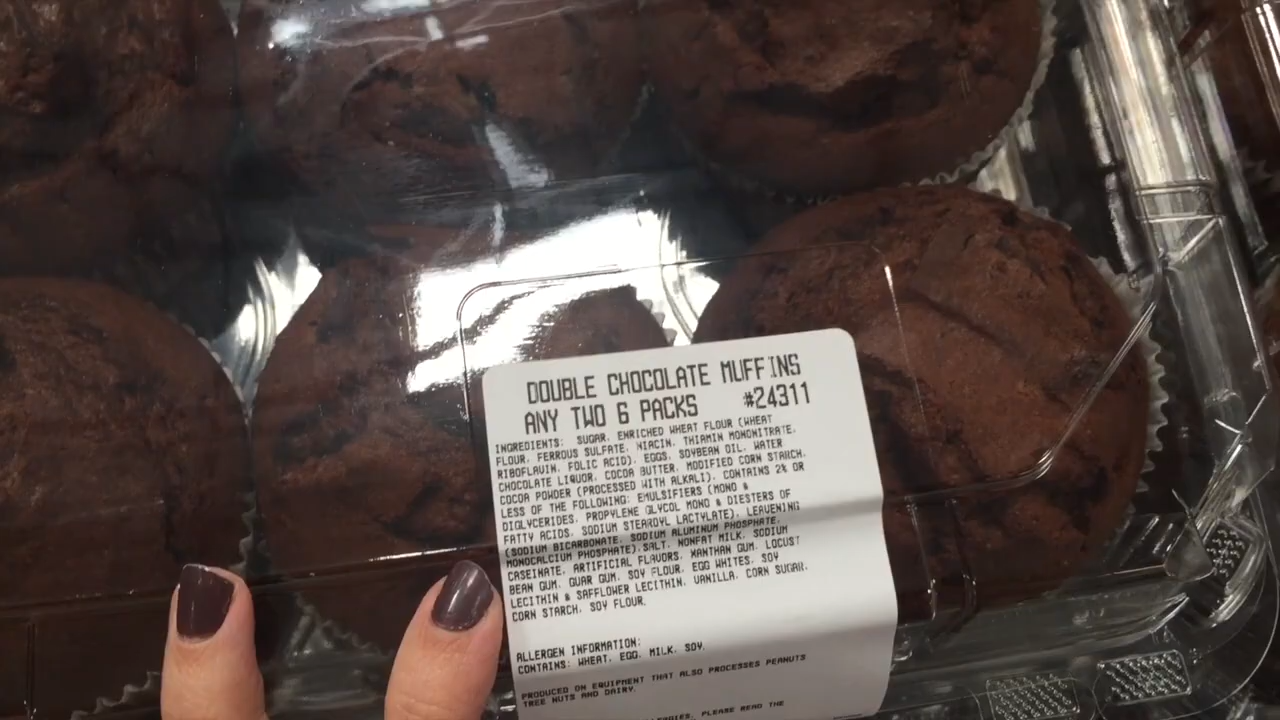 DOUBLE CHOCOLATE MUFFINS
ANY TWO 6 PACKS #24311
INGREDIENTS: SUGAR, ENRICHED WHEAT FLOUR (WHEAT
FLOUR, FERROUS SULFATE, NIACIN, THIAMIN MONONITRATE,
RIBOFLAVIN, FOLIC ACID), EGGS, SOYBEAN OIL, WATER,
CHOCOLATE LIQUOR, COCOA BUTTER, MODIFIED CORN STARCH,
COCOA POWDER (PROCESSED WITH ALKALI). CONTAINS 2% OR
LESS OF THE FOLLOWING: EMULSIFIERS (MONO &
DIGLYCERIDES, PROPYLENE GLYCOL MONO & DIESTERS OF
FATTY ACIDS, SODIUM STEAROYL LACTYLATE), LEAVENING
(SODIUM BICARBONATE, SODIUM ALUMINUM PHOSPHATE,
MONOCALCIUM PHOSPHATE), SALT, NONFAT MILK, SODIUM
CASEINATE, ARTIFICIAL FLAVORS, XANTHAN GUM, LOCUST
BEAN GUM, GUAR GUM, SOY FLOUR, EGG WHITES, SOY
LECITHIN & SAFFLOWER LECITHIN, VANILLA, CORN SUGAR,
CORN STARCH, SOY FLOUR.
ALLERGEN INFORMATION:
CONTAINS: WHEAT, EGG, MILK, SOY.
PRODUCED ON EQUIPMENT THAT ALSO PROCESSES PEANUTS
TREE NUTS AND DAIRY.
PLEASE READ THE